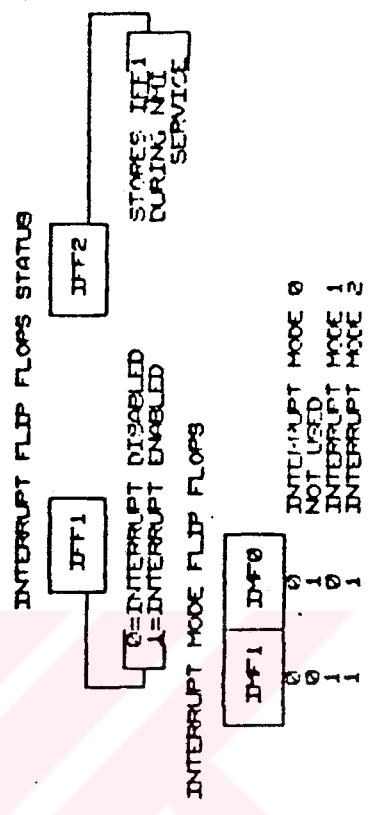 INTERRUPT FLIP FLOPS STATUS
IFF1 IFF2
0=INTERRUPT DISABLED
1=INTERRUPT ENABLED
STORES IFF1
DURING NMI
SERVICE
INTERRUPT MODE FLIP FLOPS
IMF1 IMF0
0 0 INTERRUPT MODE 0
0 1 NOT USED
1 0 INTERRUPT MODE 1
1 1 INTERRUPT MODE 2